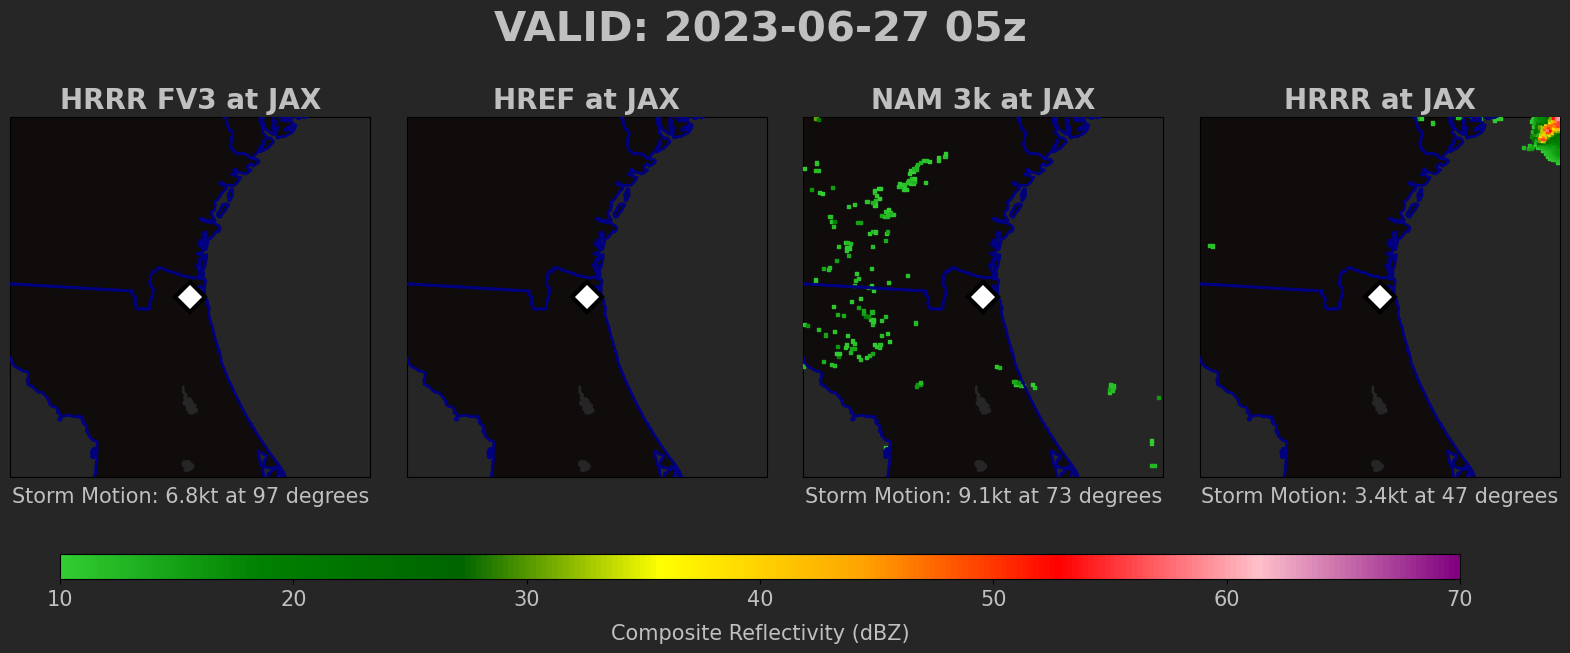 VALID: 2023-06-27 05z
HRRR FV3 at JAX
HREF at JAX
NAM 3k at JAX
HRRR at JAX
Storm Motion: 6.8kt at 97 degrees
Storm Motion: 9.1kt at 73 degrees
Storm Motion: 3.4kt at 47 degrees
10 20 30 40 50 60 70
Composite Reflectivity (dBZ)